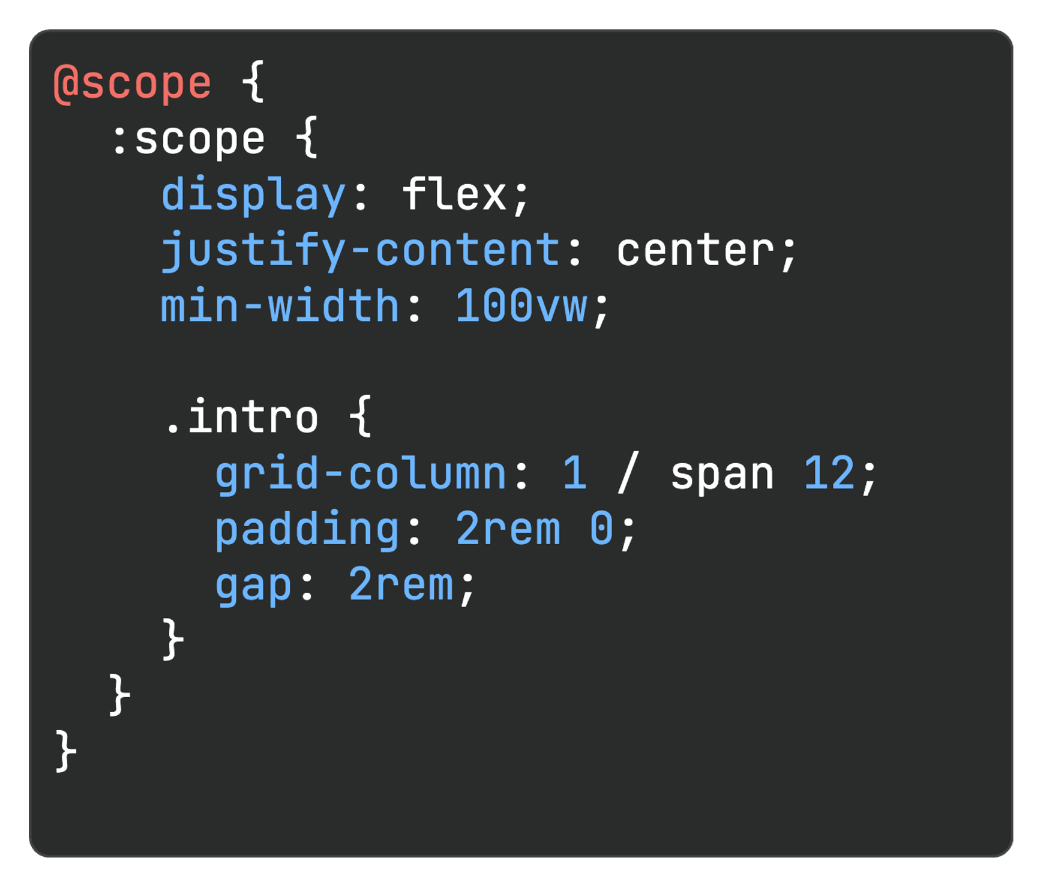 @scope {
  :scope {
    display: flex;
    justify-content: center;
    min-width: 100vw;

    .intro {
      grid-column: 1 / span 12;
      padding: 2rem 0;
      gap: 2rem;
    }
  }
}